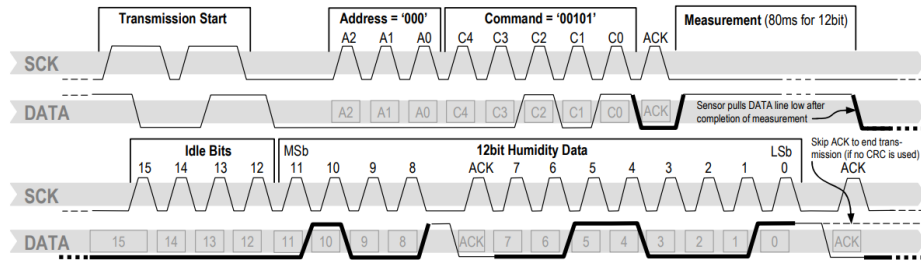 Transmission Start Address = '000' Command = '00101' Measurement (80ms for 12bit)
A2 A1 A0 C4 C3 C2 C1 C0 ACK
SCK
DATA A2 A1 A0 C4 C3 C2 C1 C0 ACK
Sensor pulls DATA line low after
completion of measurement
Idle Bits MSb 12bit Humidity Data LSb
Skip ACK to end trans-
mission (if no CRC is used)
15 14 13 12 11 10 9 8 ACK 7 6 5 4 3 2 1 0 ACK
SCK
DATA 15 14 13 12 11 10 9 8 ACK 7 6 5 4 3 2 1 0 ACK